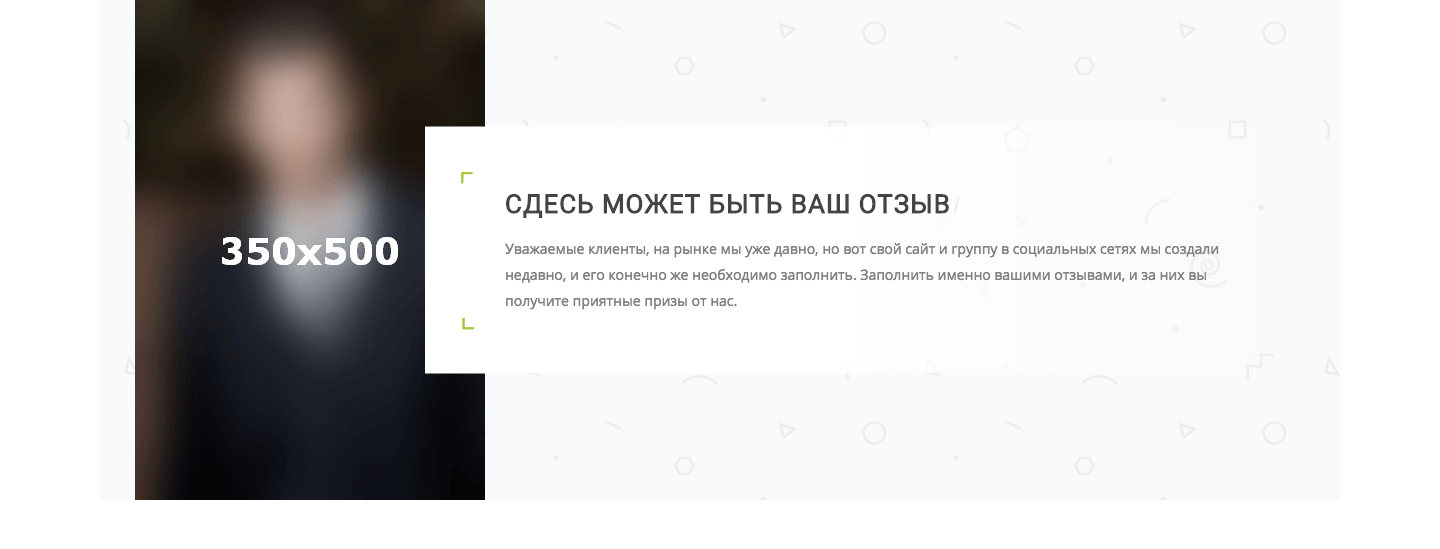 350x500
СДЕСЬ МОЖЕТ БЫТЬ ВАШ ОТЗЫВ/
Уважаемые клиенты, на рынке мы уже давно, но вот свой сайт и группу в социальных сетях мы создали
недавно, и его конечно же необходимо заполнить. Заполнить именно вашими отзывами, и за них вы
получите приятные призы от нас.